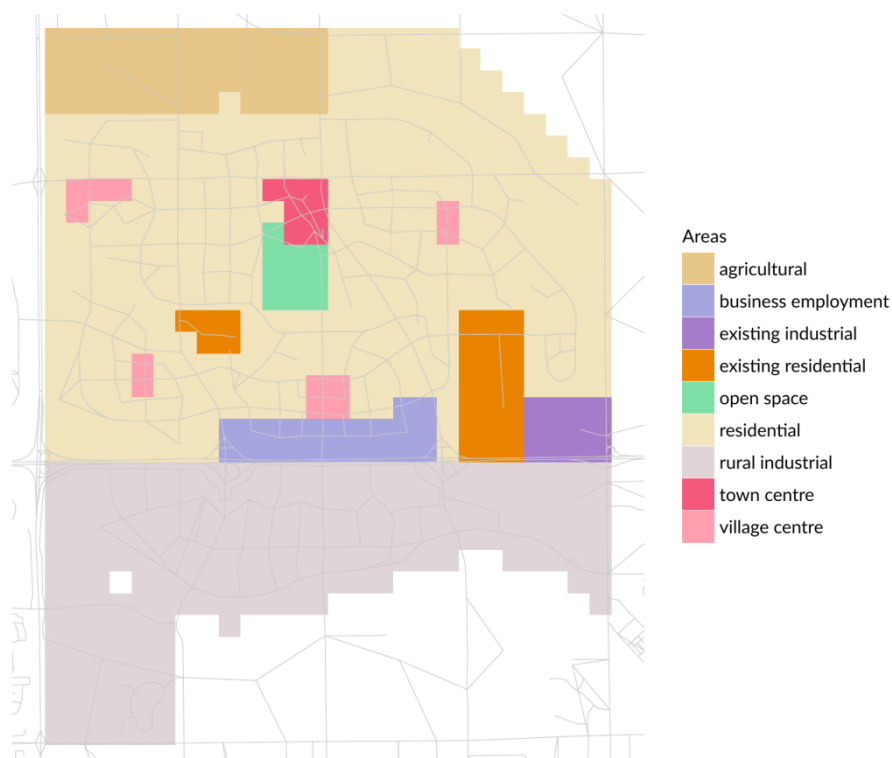 Areas
agricultural
business employment
existing industrial
existing residential
open space
residential
rural industrial
town centre
village centre